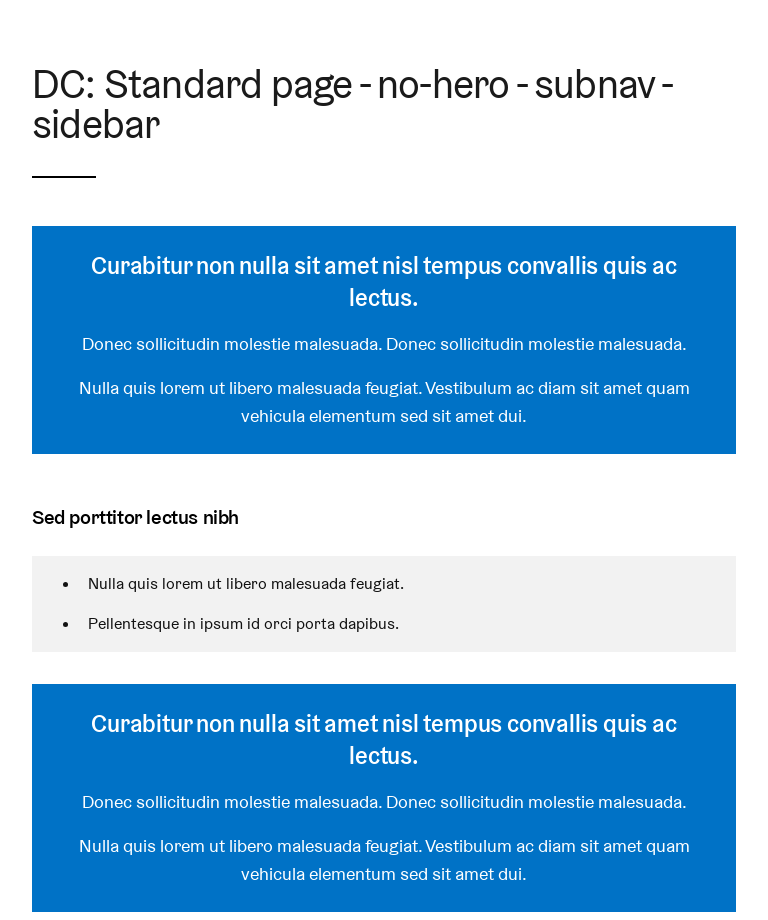 DC: Standard page - no-hero - subnav -
sidebar
Curabitur non nulla sit amet nisl tempus convallis quis ac
lectus.
Donec sollicitudin molestie malesuada. Donec sollicitudin molestie malesuada.
Nulla quis lorem ut libero malesuada feugiat. Vestibulum ac diam sit amet quam
vehicula elementum sed sit amet dui.
Sed porttitor lectus nibh
• Nulla quis lorem ut libero malesuada feugiat.
• Pellentesque in ipsum id orci porta dapibus.
Curabitur non nulla sit amet nisl tempus convallis quis ac
lectus.
Donec sollicitudin molestie malesuada. Donec sollicitudin molestie malesuada.
Nulla quis lorem ut libero malesuada feugiat. Vestibulum ac diam sit amet quam
vehicula elementum sed sit amet dui.